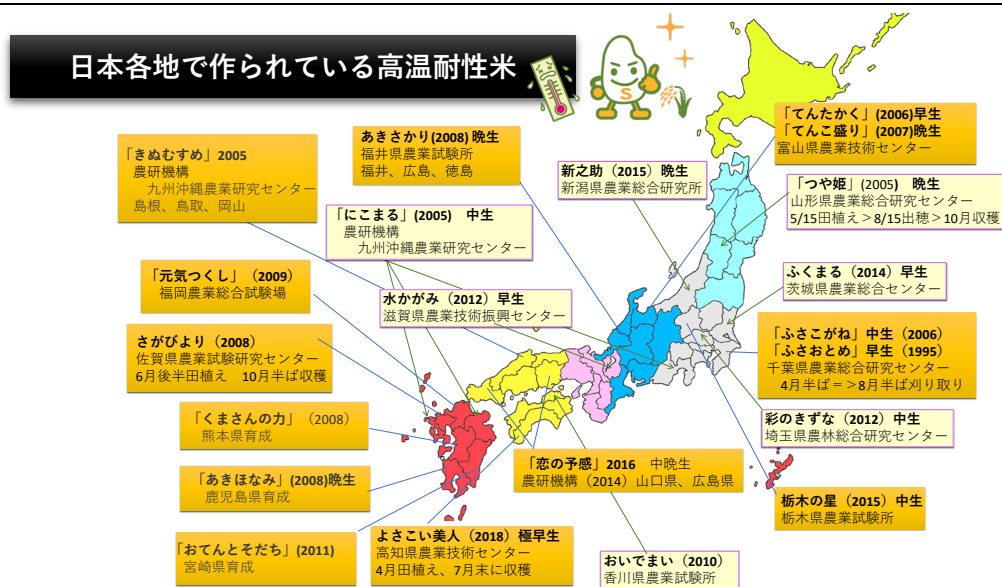 日本各地で作られている高温耐性米
S
「てんたかく」(2006)早生
「てんこ盛り」(2007)晩生
富山県農業技術センター
あきさかり(2008) 晩生
福井県農業試験所
福井、広島、徳島
「きぬむすめ」2005
農研機構
九州沖縄農業研究センター
島根、鳥取、岡山
新之助（2015）晩生
新潟県農業総合研究所
「つや姫」(2005)　晩生
山形県農業総合研究センター
5/15田植え＞8/15出穂＞10月収穫
「にこまる」(2005)　中生
農研機構
九州沖縄農業研究センター
「元気つくし」（2009）
福岡農業総合試験場
水かがみ（2012）早生
滋賀県農業技術振興センター
ふくまる（2014）早生
茨城県農業総合センター
さがびより（2008）
佐賀県農業試験研究センター
6月後半田植え　10月半ば収穫
「ふさこがね」中生（2006）
「ふさおとめ」早生（1995)
千葉県農業総合研究センター
4月半ば＝＞8月半ば刈り取り
「くまさんの力」（2008）
熊本県育成
彩のきずな（2012）中生
埼玉県農林総合研究センター
「あきほなみ」(2008)晩生
鹿児島県育成
「恋の予感」2016　中晩生
農研機構（2014）山口県、広島県
栃木の星（2015）中生
栃木県農業試験所
「おてんとそだち」(2011)
宮崎県育成
よさこい美人（2018）極早生
高知県農業技術センター
4月田植え、7月末に収穫
おいでまい（2010）
香川県農業試験所